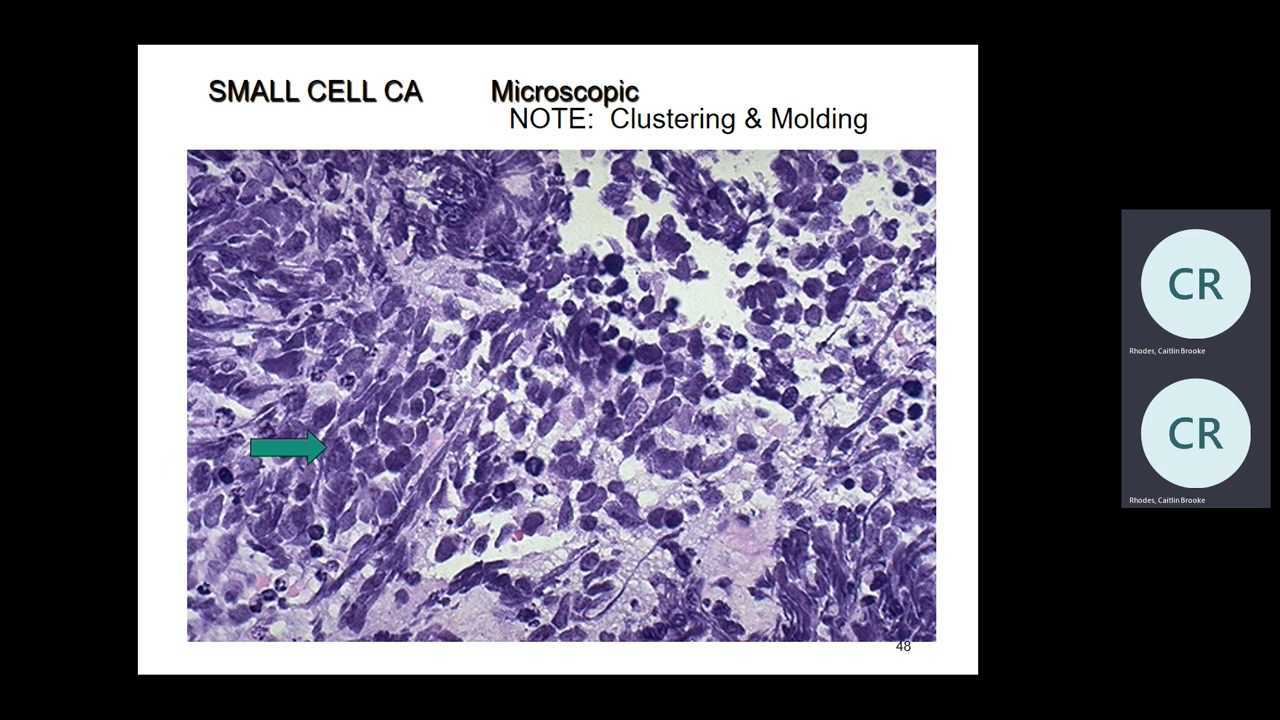 SMALL CELL CA Microscopic
NOTE: Clustering & Molding
48
CR
Rhodes, Caitlin Brooke
CR
Rhodes, Caitlin Brooke